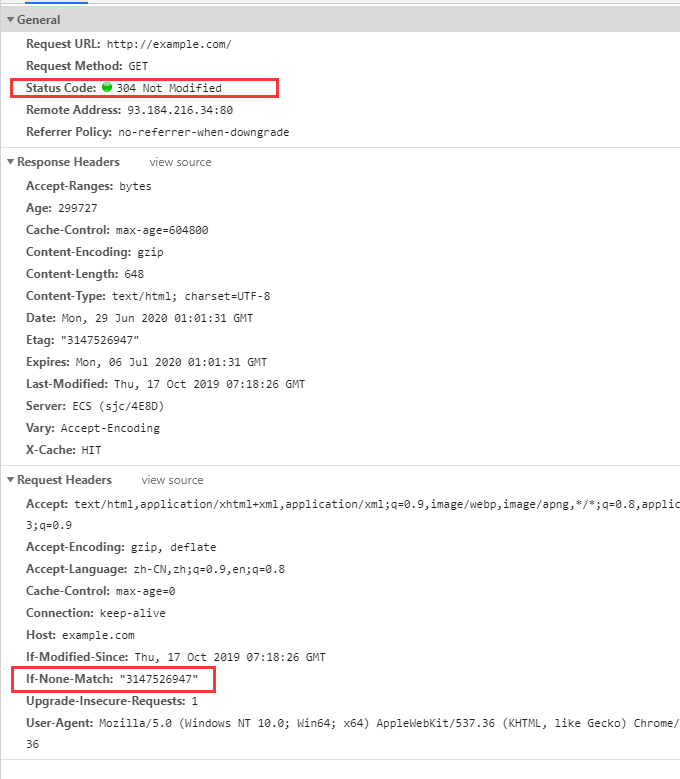 General
Request URL: http://example.com/
Request Method: GET
Status Code: 304 Not Modified
Remote Address: 93.184.216.34:80
Referrer Policy: no-referrer-when-downgrade
Response Headers view source
Accept-Ranges: bytes
Age: 299727
Cache-Control: max-age=604800
Content-Encoding: gzip
Content-Length: 648
Content-Type: text/html; charset=UTF-8
Date: Mon, 29 Jun 2020 01:01:31 GMT
Etag: "3147526947"
Expires: Mon, 06 Jul 2020 01:01:31 GMT
Last-Modified: Thu, 17 Oct 2019 07:18:26 GMT
Server: ECS (sjc/4E8D)
Vary: Accept-Encoding
X-Cache: HIT
Request Headers view source
Accept: text/html,application/xhtml+xml,application/xml;q=0.9,image/webp,image/apng,*/*;q=0.8,applic
3;q=0.9
Accept-Encoding: gzip, deflate
Accept-Language: zh-CN,zh;q=0.9,en;q=0.8
Cache-Control: max-age=0
Connection: keep-alive
Host: example.com
If-Modified-Since: Thu, 17 Oct 2019 07:18:26 GMT
If-None-Match: "3147526947"
Upgrade-Insecure-Requests: 1
User-Agent: Mozilla/5.0 (Windows NT 10.0; Win64; x64) AppleWebKit/537.36 (KHTML, like Gecko) Chrome/
36